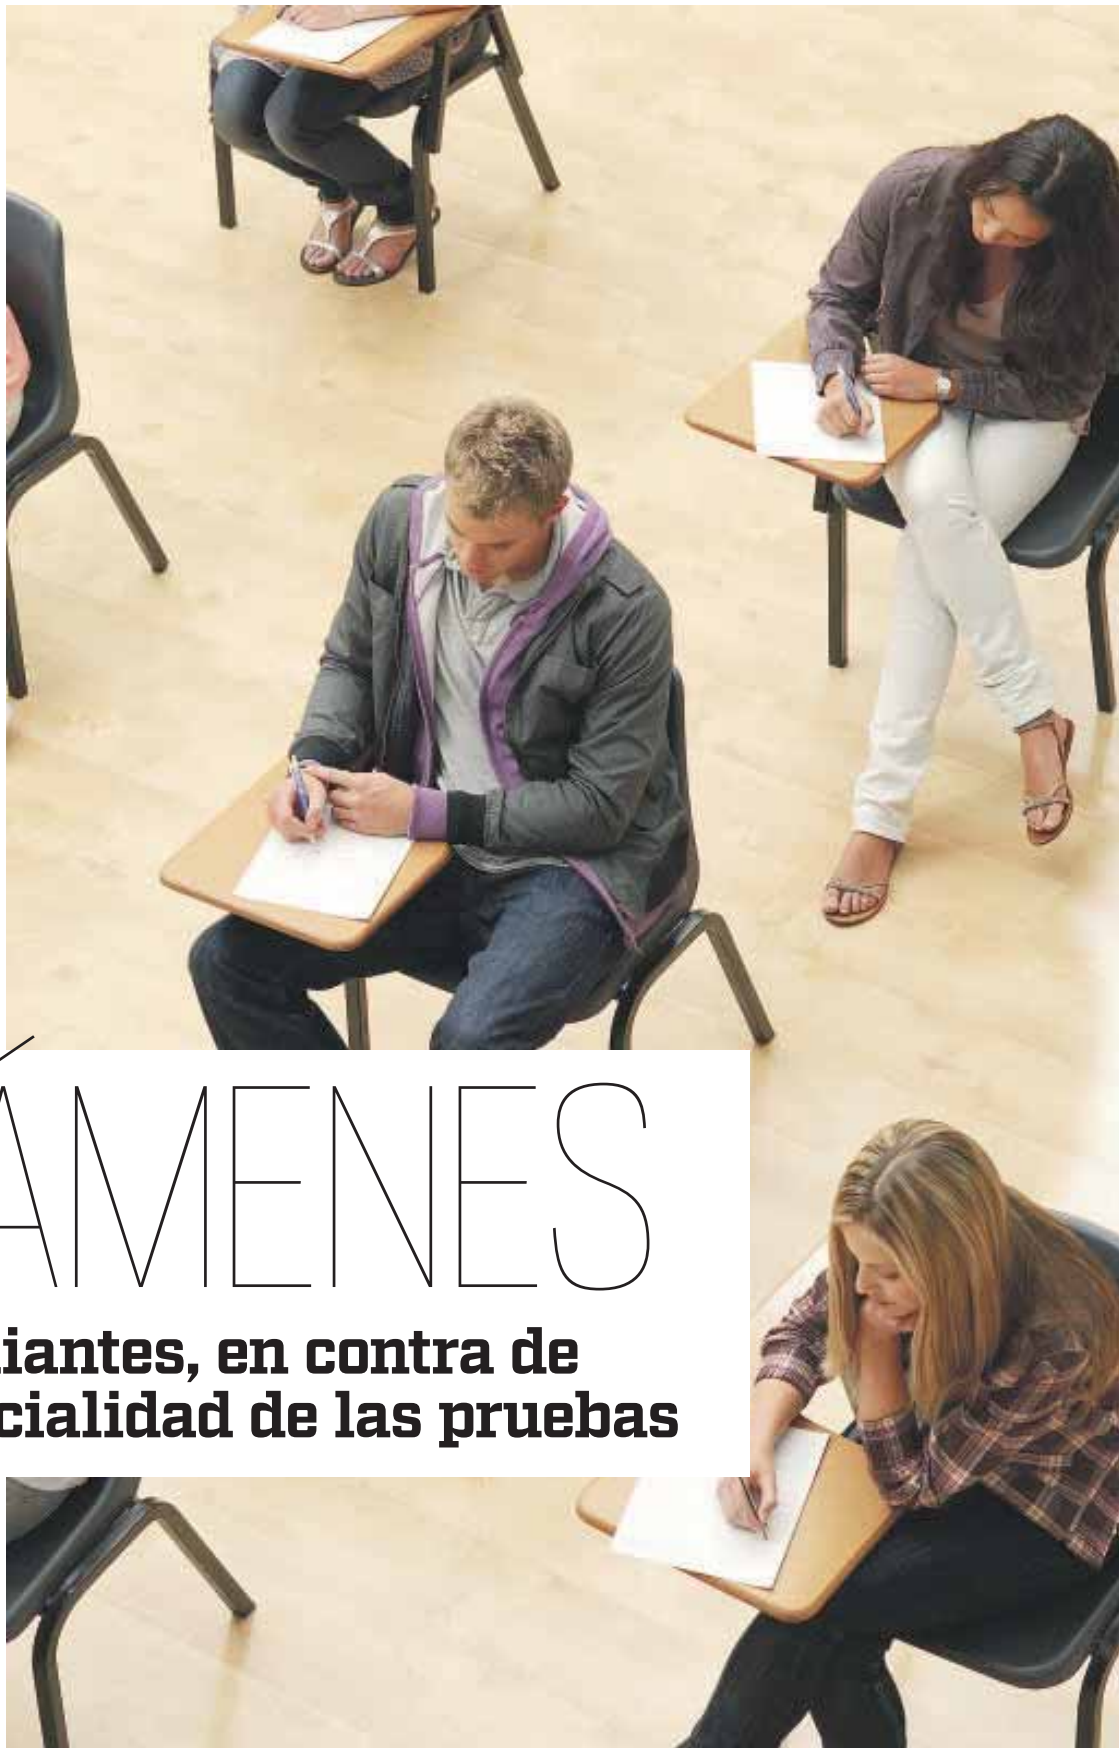 ÁMENES
iantes, en contra de
cialidad de las pruebas